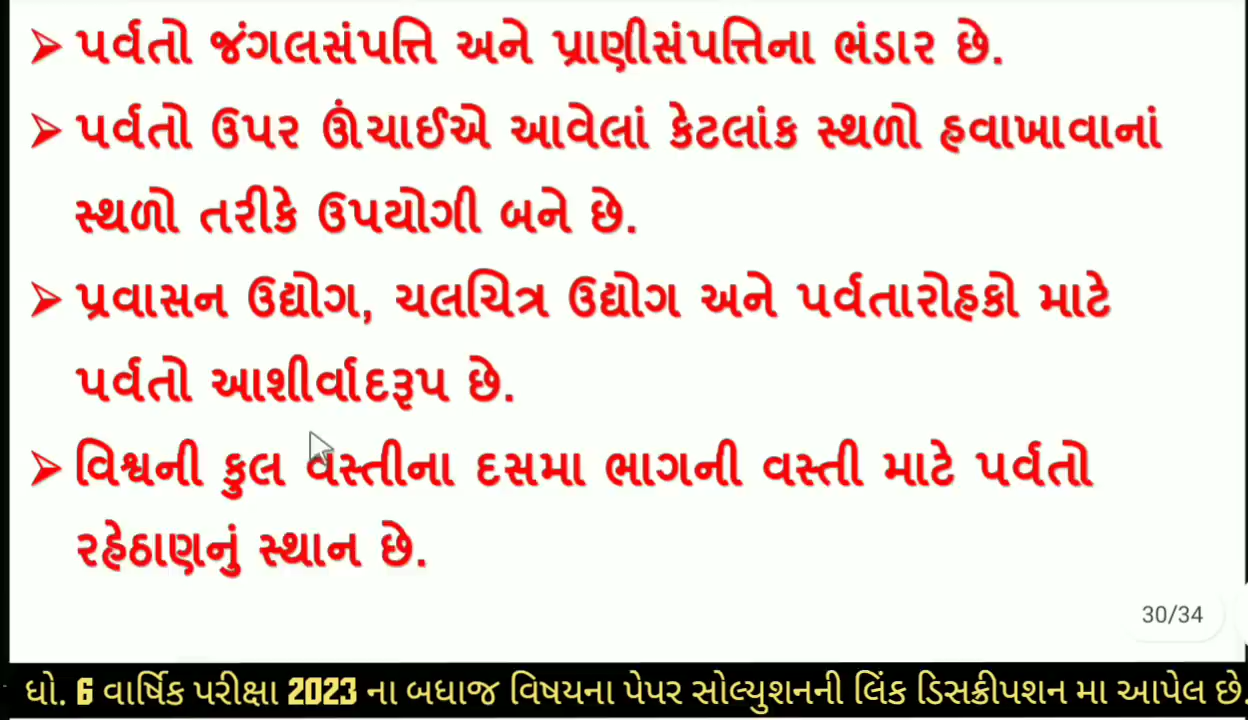 ➢ પર્વતો જંગલસંપત્તિ અને પ્રાણીસંપત્તિના ભંડાર છે.
➢ પર્વતો ઉપર ઊંચાઈએ આવેલાં કેટલાંક સ્થળો હવાખાવાનાં
સ્થળો તરીકે ઉપયોગી બને છે.
➢ પ્રવાસન ઉદ્યોગ, ચલચિત્ર ઉદ્યોગ અને પર્વતારોહકો માટે
પર્વતો આશીર્વાદરૂપ છે.
➢ વિશ્વની કુલ વસ્તીના દસમા ભાગની વસ્તી માટે પર્વતો
રહેઠાણનું સ્થાન છે.
30/34
ધો. 6 વાર્ષિક પરીક્ષા 2023 ના બધાજ વિષયના પેપર સોલ્યુશનની લિંક ડિસક્રીપશન મા આપેલ છે